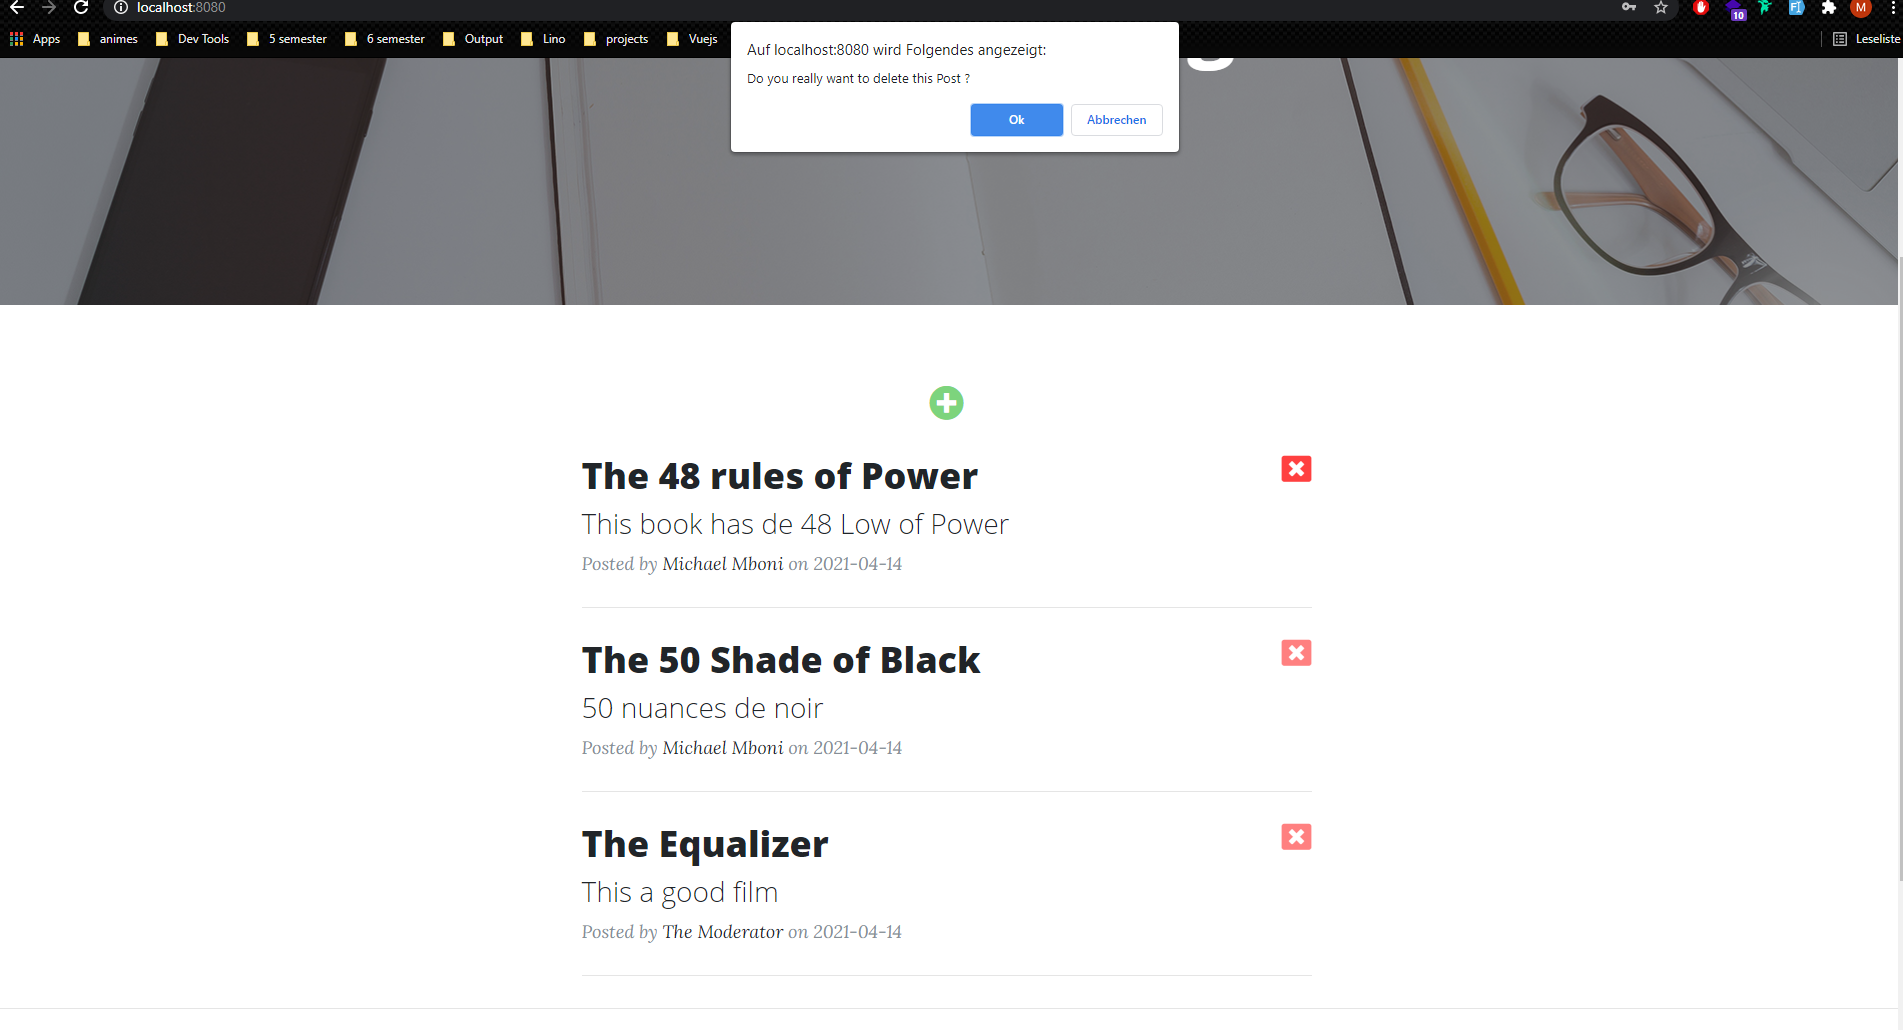 localhost:8080
Apps animes Dev Tools 5 semester 6 semester Output Lino projects Vuejs Leseliste
10
M
Auf localhost:8080 wird Folgendes angezeigt:
Do you really want to delete this Post ?
Ok Abbrechen
The 48 rules of Power
This book has de 48 Low of Power
Posted by Michael Mboni on 2021-04-14
The 50 Shade of Black
50 nuances de noir
Posted by Michael Mboni on 2021-04-14
The Equalizer
This a good film
Posted by The Moderator on 2021-04-14